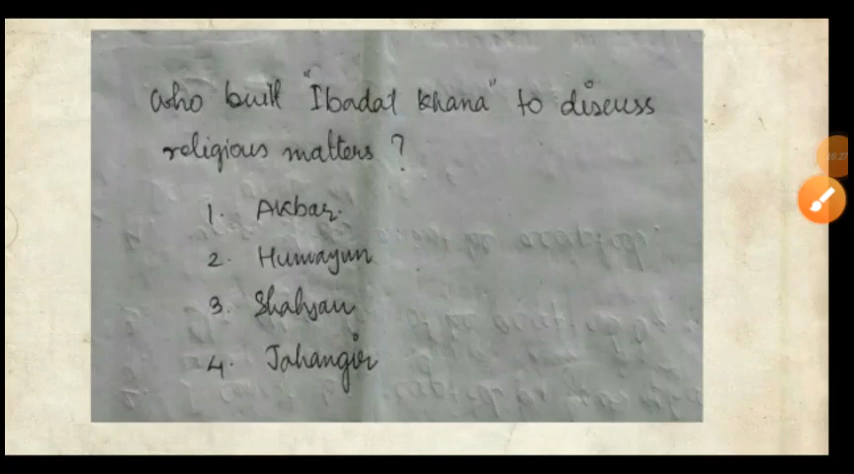 Who built "Ibadat Khana" to discuss
religious matters ?
1. Akbar.
2. Humayun
3. Shahjan
4. Jahangir